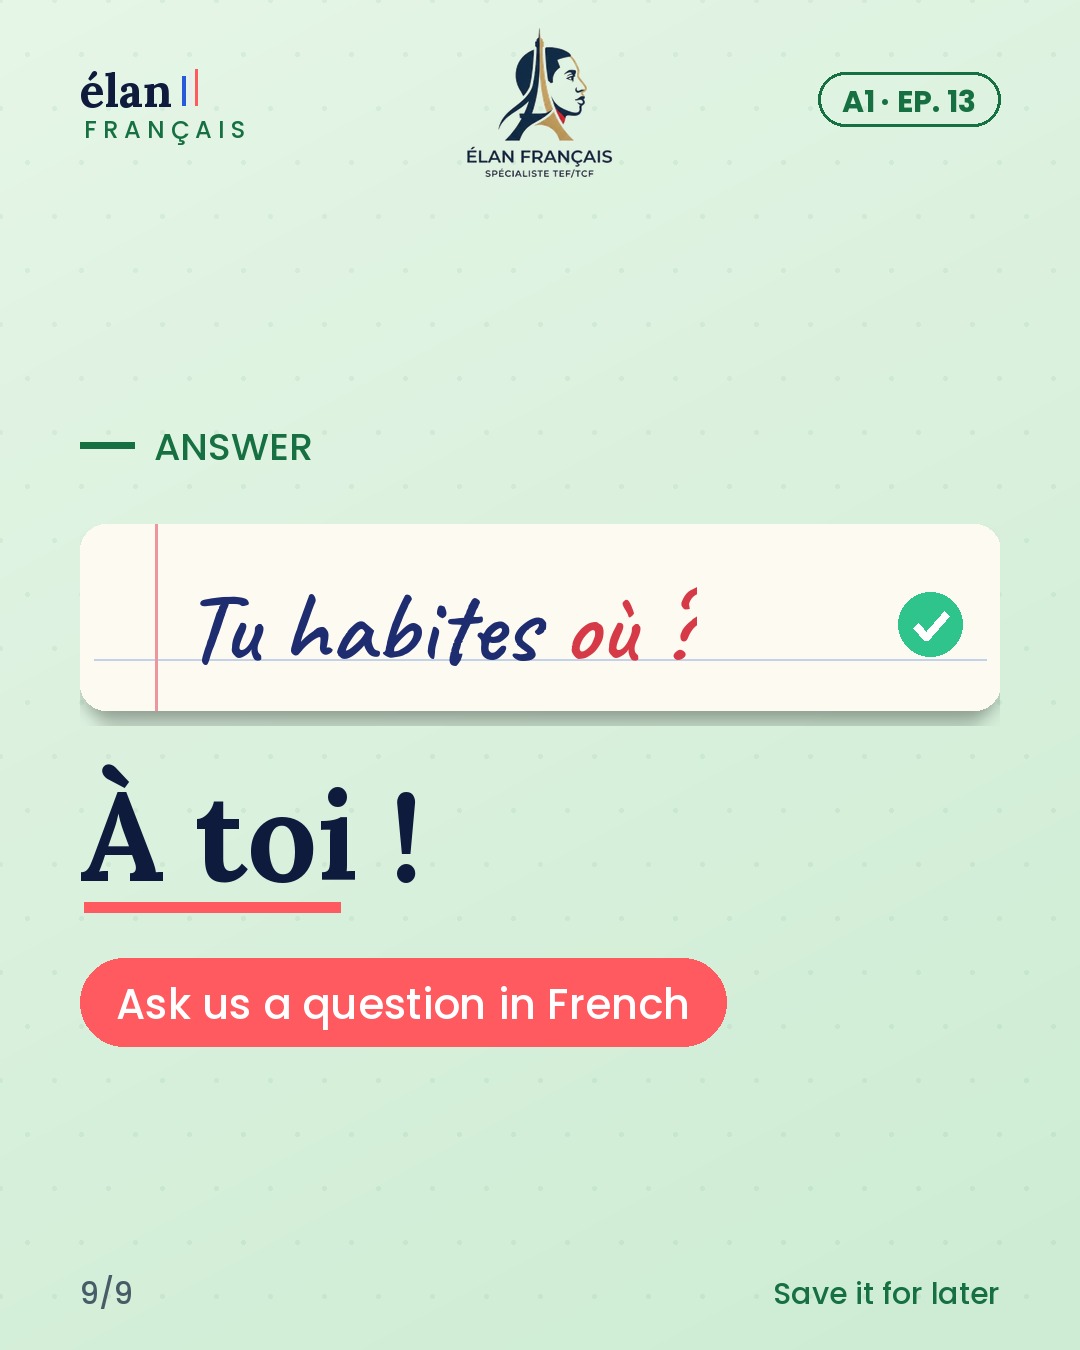 élan
FRANÇAIS
ÉLAN FRANÇAIS
SPÉCIALISTE TEF/TCF
A1 · EP. 13
ANSWER
Tu habites où ?
À toi !
Ask us a question in French
9/9
Save it for later